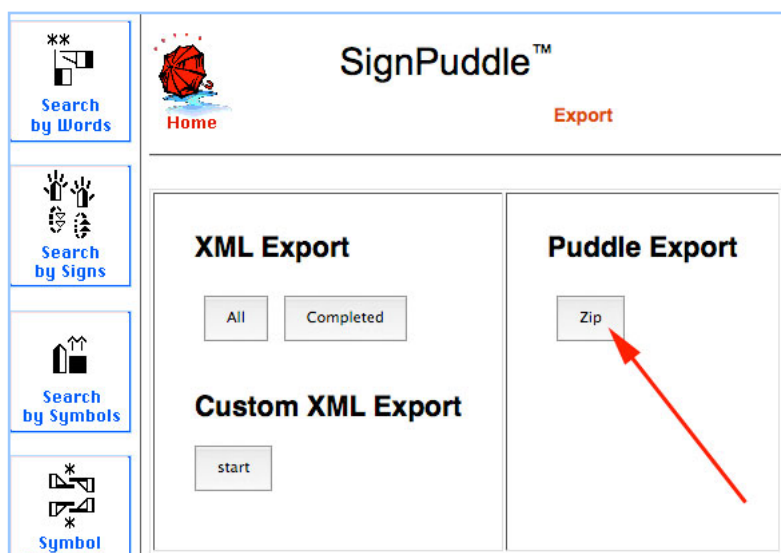 Search
by Words
Search
by Signs
Search
by Symbols
Symbol
Home
SignPuddle™
Export
XML Export
All
Completed
Custom XML Export
start
Puddle Export
Zip